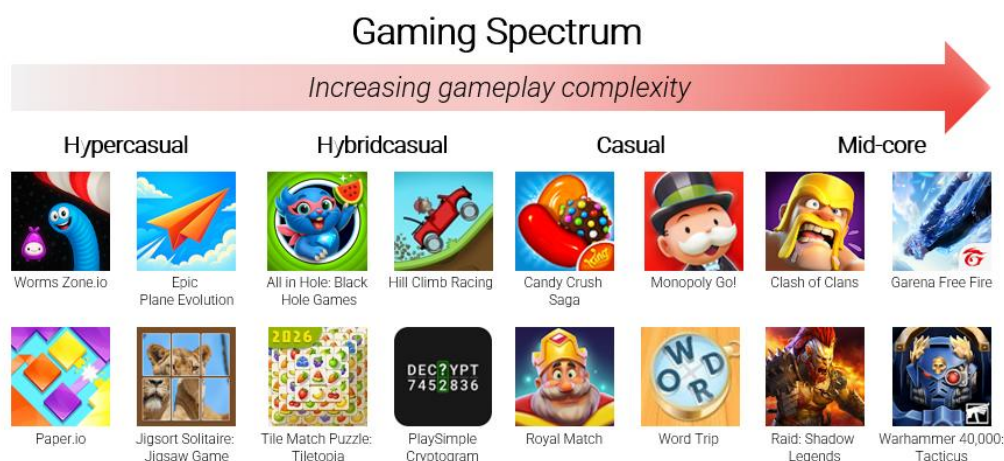 Gaming Spectrum
Increasing gameplay complexity
Hypercasual
Hybridcasual
Casual
Mid-core
King
Worms Zone.io
Epic
Plane Evolution
All in Hole: Black
Hole Games
Hill Climb Racing
Candy Crush
Saga
Monopoly Go!
Clash of Clans
Garena Free Fire
2026
DEC?YPT
7452836
WORD
Paper.io
Jigsort Solitaire:
Jigsaw Game
Tile Match Puzzle:
Tiletopia
PlaySimple
Cryptogram
Royal Match
Word Trip
Raid: Shadow
Legends
Warhammer 40,000:
Tacticus